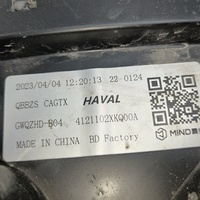 2023/04/04 12:20:13 22-0124
QBBZS CAGTX HAVAL
GWQZHD-B04 4121102XKQ00A
MADE IN CHINA BD Factory
MIND